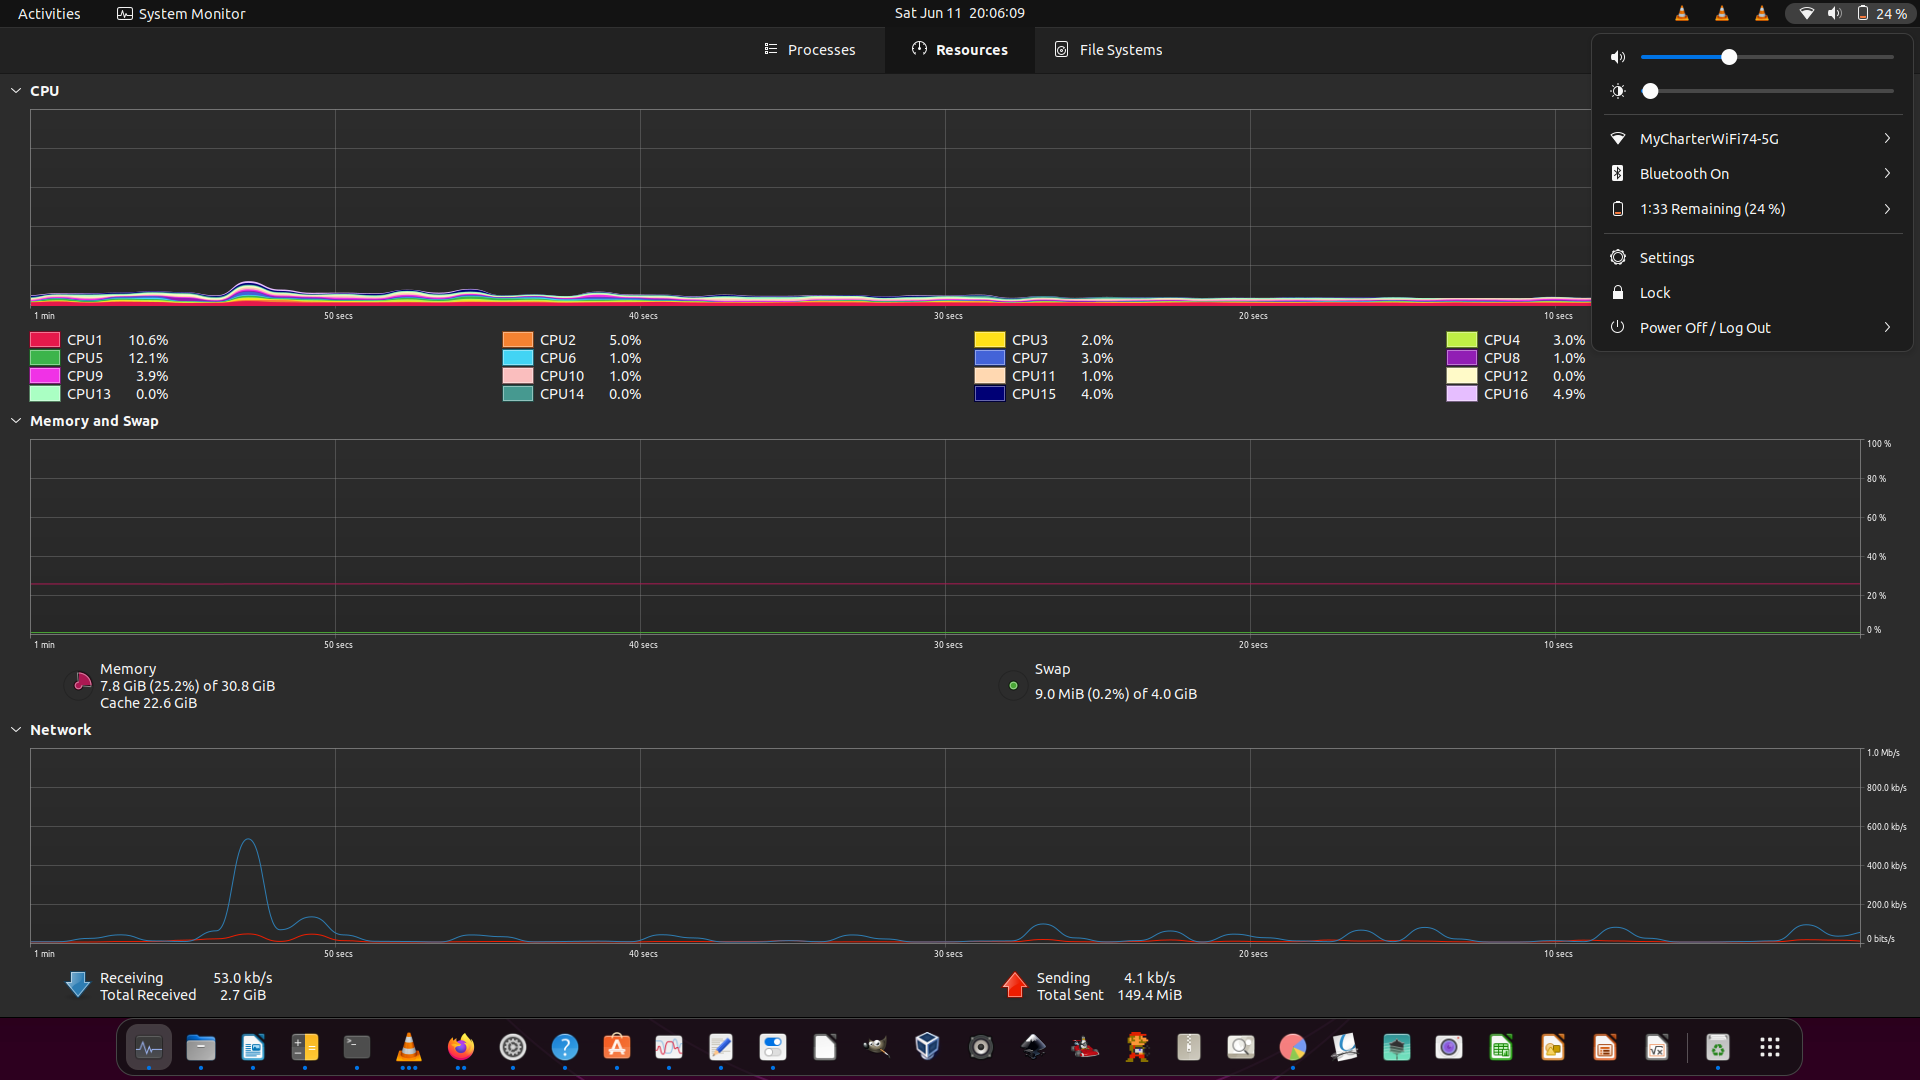 Activities
System Monitor
Sat Jun 11 20:06:09
24 %
Processes
Resources
File Systems
CPU
1 min
50 secs
40 secs
30 secs
20 secs
10 secs
CPU1 10.6%
CPU2 5.0%
CPU3 2.0%
CPU4 3.0%
CPU5 12.1%
CPU6 1.0%
CPU7 3.0%
CPU8 1.0%
CPU9 3.9%
CPU10 1.0%
CPU11 1.0%
CPU12 0.0%
CPU13 0.0%
CPU14 0.0%
CPU15 4.0%
CPU16 4.9%
MyCharterWiFi74-5G
Bluetooth On
1:33 Remaining (24 %)
Settings
Lock
Power Off / Log Out
Memory and Swap
100 %
80 %
60 %
40 %
20 %
0 %
1 min
50 secs
40 secs
30 secs
20 secs
10 secs
Memory
7.8 GiB (25.2%) of 30.8 GiB
Cache 22.6 GiB
Swap
9.0 MiB (0.2%) of 4.0 GiB
Network
1.0 Mb/s
800.0 kb/s
600.0 kb/s
400.0 kb/s
200.0 kb/s
0 bits/s
1 min
50 secs
40 secs
30 secs
20 secs
10 secs
Receiving 53.0 kb/s
Total Received 2.7 GiB
Sending 4.1 kb/s
Total Sent 149.4 MiB